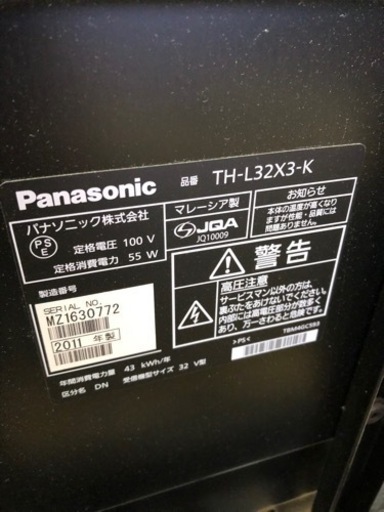 Panasonic 品番 TH-L32X3-K
パナソニック株式会社
PS
E
定格電圧 100 V
定格消費電力 55 W
マレーシア製
S JQA
JQ10009
お知らせ
本体の温度が高くなり
ますが性能・品質には
問題ありません。
製造番号
SERIAL NO.
MZ1630772
2011 年製
警告
高圧注意
サービスマン以外の方は、
裏ぶたをあけないでください。
内部には高電圧部分が数多く
あり、万一さわると危険です。
>PS<
TBM4GC553
年間消費電力量 43 kWh/年
区分名 DN 受信機型サイズ 32 V型